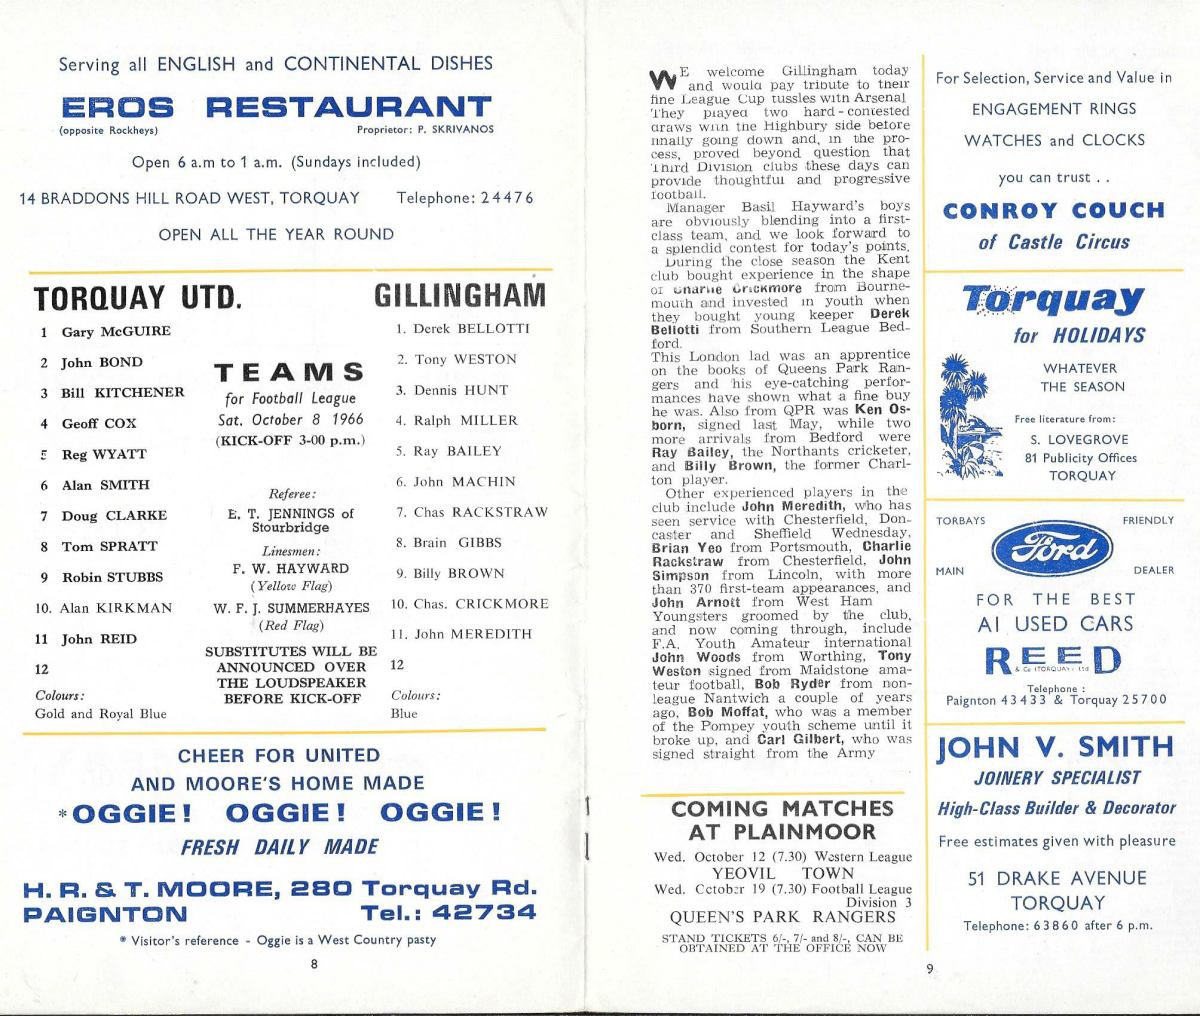 Serving all ENGLISH and CONTINENTAL DISHES
EROS RESTAURANT
(opposite Rockheys) Proprietor: P. SKRIVANOS
Open 6 a.m to 1 a.m. (Sundays included)
14 BRADDONS HILL ROAD WEST, TORQUAY Telephone: 24476
OPEN ALL THE YEAR ROUND
TORQUAY UTD.
1 Gary McGUIRE
2 John BOND
3 Bill KITCHENER
4 Geoff COX
5 Reg WYATT
6 Alan SMITH
7 Doug CLARKE
8 Tom SPRATT
9 Robin STUBBS
10. Alan KIRKMAN
11 John REID
12
Colours:
Gold and Royal Blue
TEAMS
for Football League
Sat. October 8 1966
(KICK-OFF 3-00 p.m.)
Referee:
E. T. JENNINGS of
Stourbridge
Linesmen:
F. W. HAYWARD
(Yellow Flag)
W. F. J. SUMMERHAYES
(Red Flag)
SUBSTITUTES WILL BE
ANNOUNCED OVER
THE LOUDSPEAKER
BEFORE KICK-OFF
GILLINGHAM
1. Derek BELLOTTI
2. Tony WESTON
3. Dennis HUNT
4. Ralph MILLER
5. Ray BAILEY
6. John MACHIN
7. Chas RACKSTRAW
8. Brain GIBBS
9. Billy BROWN
10. Chas. CRICKMORE
11. John MEREDITH
12
Colours:
Blue
CHEER FOR UNITED
AND MOORE'S HOME MADE
*OGGIE! OGGIE! OGGIE!
FRESH DAILY MADE
H. R. & T. MOORE, 280 Torquay Rd.
PAIGNTON Tel.: 42734
* Visitor's reference - Oggie is a West Country pasty
8
WE welcome Gillingham today
and would pay tribute to their
fine League Cup tussles with Arsenal
They played two hard-contested
draws with the Highbury side before
finally going down and, in the pro-
cess, proved beyond question that
Third Division clubs these days can
provide thoughtful and progressive
football.
Manager Basil Hayward's boys
are obviously blending into a first-
class team, and we look forward to
a splendid contest for today's points.
During the close season the Kent
club bought experience in the shape
of Charlie Crickmore from Bourne-
mouth and invested in youth when
they bought young keeper Derek
Bellotti from Southern League Bed-
ford.
This London lad was an apprentice
on the books of Queens Park Ran-
gers and his eye-catching perfor-
mances have shown what a fine buy
he was. Also from QPR was Ken Os-
born, signed last May, while two
more arrivals from Bedford were
Ray Bailey, the Northants cricketer,
and Billy Brown, the former Charl-
ton player.
Other experienced players in the
club include John Meredith, who has
seen service with Chesterfield, Don-
caster and Sheffield Wednesday,
Brian Yeo from Portsmouth, Charlie
Rackstraw from Chesterfield, John
Simpson from Lincoln, with more
than 370 first-team appearances, and
John Arnott from West Ham
Youngsters groomed by the club,
and now coming through, include
F.A. Youth Amateur international
John Woods from Worthing, Tony
Weston signed from Maidstone ama-
teur football, Bob Ryder from non-
league Nantwich a couple of years
ago, Bob Moffat, who was a member
of the Pompey youth scheme until it
broke up, and Carl Gilbert, who was
signed straight from the Army
COMING MATCHES
AT PLAINMOOR
Wed. October 12 (7.30) Western League
YEOVIL TOWN
Wed. October 19 (7.30) Football League
Division 3
QUEEN'S PARK RANGERS
STAND TICKETS 6/-, 7/- and 8/-, CAN BE
OBTAINED AT THE OFFICE NOW
For Selection, Service and Value in
ENGAGEMENT RINGS
WATCHES and CLOCKS
you can trust . .
CONROY COUCH
of Castle Circus
Torquay
for HOLIDAYS
WHATEVER
THE SEASON
Free literature from:
S. LOVEGROVE
81 Publicity Offices
TORQUAY
TORBAYS FRIENDLY
Ford
MAIN DEALER
FOR THE BEST
A1 USED CARS
REED
& Co (TORQUAY) Ltd
Telephone :
Paignton 43433 & Torquay 25700
JOHN V. SMITH
JOINERY SPECIALIST
High-Class Builder & Decorator
Free estimates given with pleasure
51 DRAKE AVENUE
TORQUAY
Telephone: 63860 after 6 p.m.
9